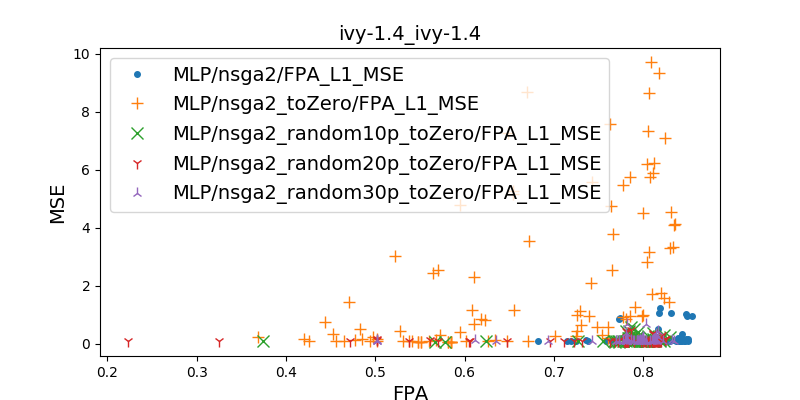 ivy-1.4_ivy-1.4
10
8
6
4
2
0
MSE
MLP/nsga2/FPA_L1_MSE
MLP/nsga2_toZero/FPA_L1_MSE
MLP/nsga2_random10p_toZero/FPA_L1_MSE
MLP/nsga2_random20p_toZero/FPA_L1_MSE
MLP/nsga2_random30p_toZero/FPA_L1_MSE
0.2 0.3 0.4 0.5 0.6 0.7 0.8
FPA